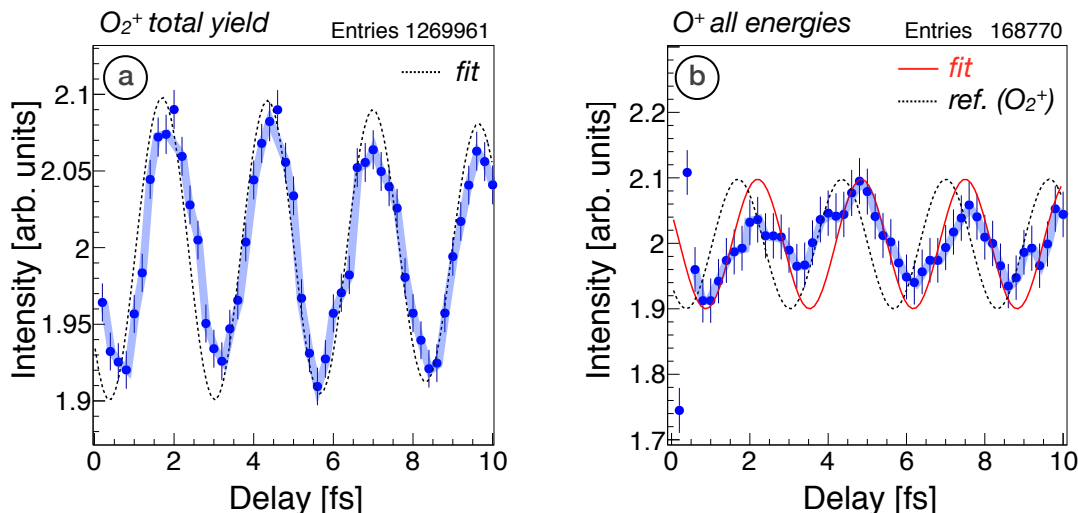 O₂⁺ total yield
Entries 1269961
a
fit
Intensity [arb. units]
2.1
2.05
2
1.95
1.9
0 2 4 6 8 10
Delay [fs]
O⁺ all energies
Entries 168770
b
fit
ref. (O₂⁺)
Intensity [arb. units]
2.2
2.1
2
1.9
1.8
1.7
0 2 4 6 8 10
Delay [fs]